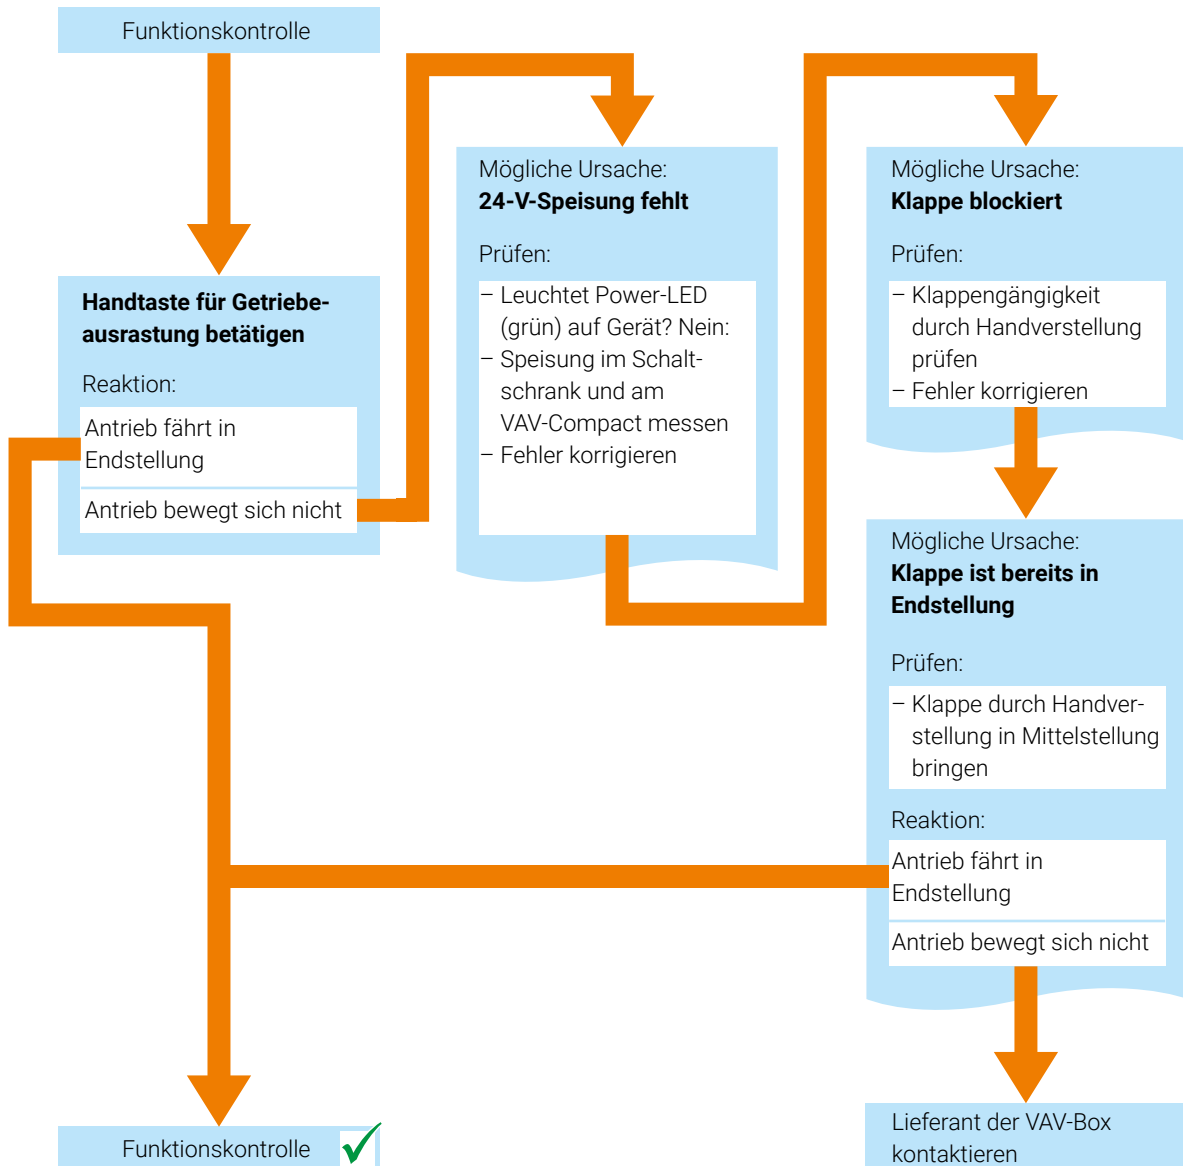 Funktionskontrolle
Handtaste für Getriebe-
ausrastung betätigen
Reaktion:
Antrieb fährt in
Endstellung
Antrieb bewegt sich nicht
Mögliche Ursache:
24-V-Speisung fehlt
Prüfen:
– Leuchtet Power-LED
(grün) auf Gerät? Nein:
– Speisung im Schalt-
schrank und am
VAV-Compact messen
– Fehler korrigieren
Mögliche Ursache:
Klappe blockiert
Prüfen:
– Klappengängigkeit
durch Handverstellung
prüfen
– Fehler korrigieren
Mögliche Ursache:
Klappe ist bereits in
Endstellung
Prüfen:
– Klappe durch Handver-
stellung in Mittelstellung
bringen
Reaktion:
Antrieb fährt in
Endstellung
Antrieb bewegt sich nicht
Funktionskontrolle
Lieferant der VAV-Box
kontaktieren